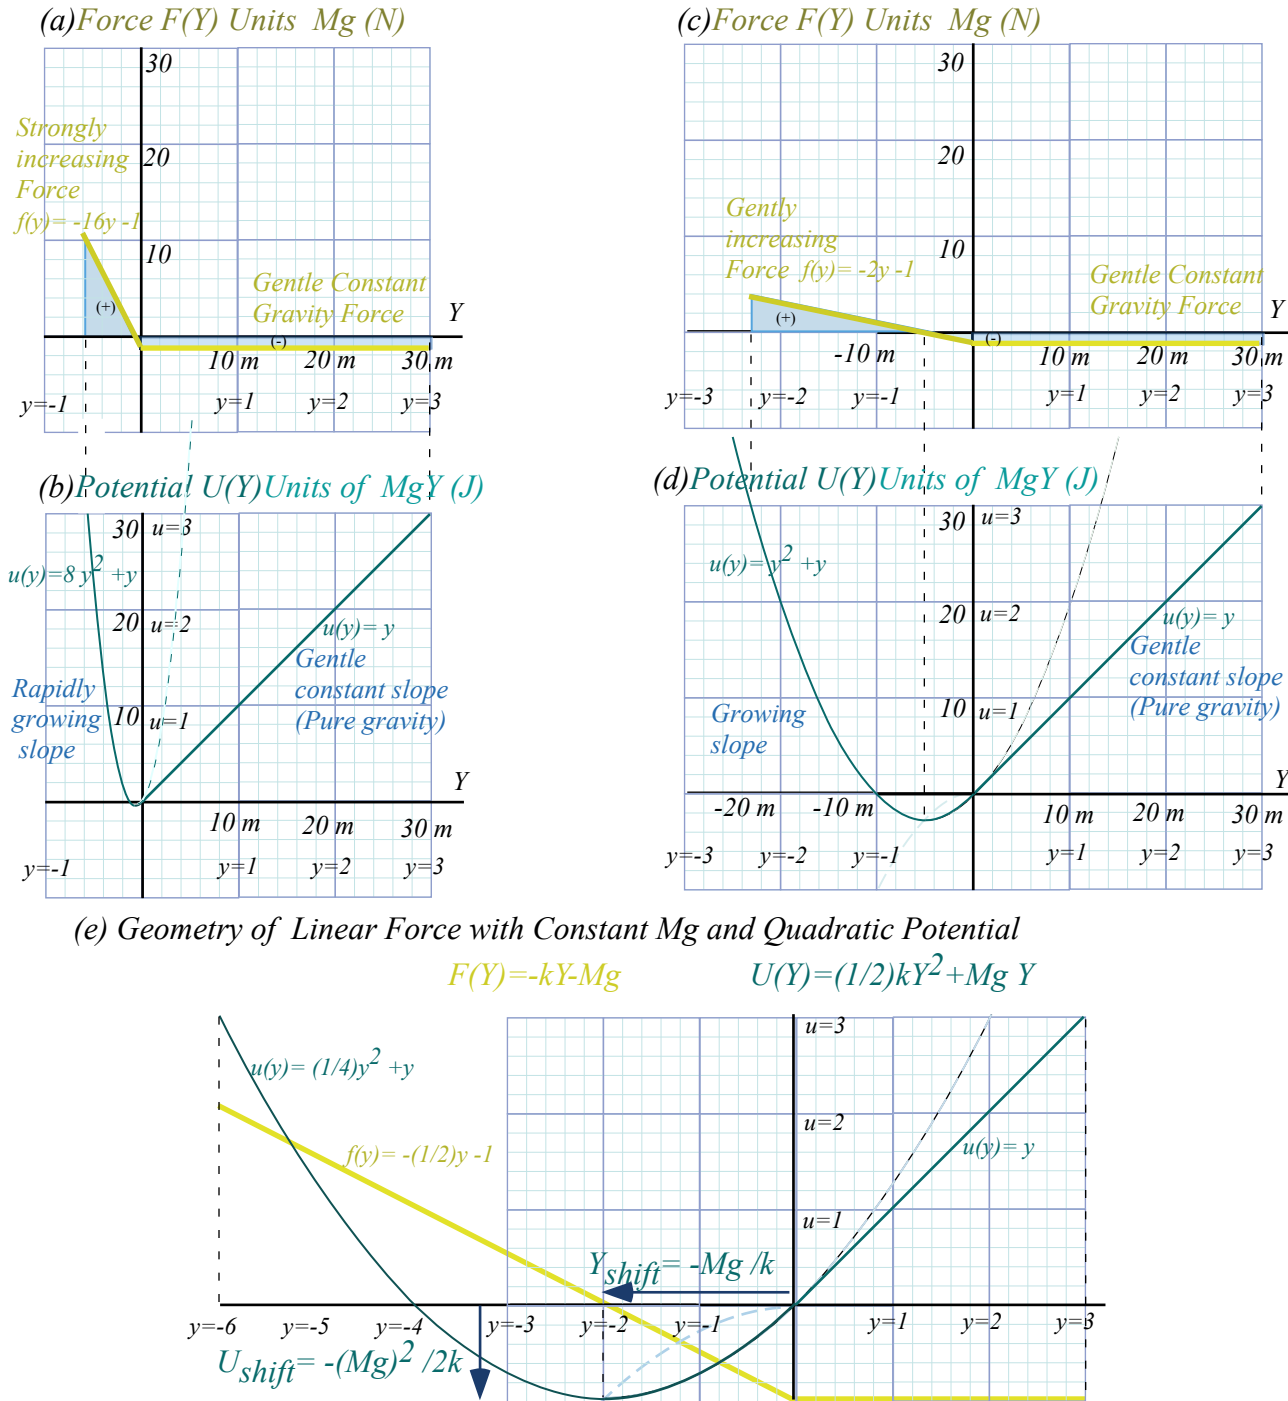 (a)Force F(Y) Units Mg (N)
30
Strongly
increasing
Force
f(y)= -16y -1
20
10
(+)
Gentle Constant
Gravity Force
(-)
Y
10 m 20 m 30 m
y=-1 y=1 y=2 y=3
(c)Force F(Y) Units Mg (N)
30
20
Gently
increasing
Force f(y)= -2y -1
10
(+)
Gentle Constant
Gravity Force
(-)
Y
-10 m 10 m 20 m 30 m
y=-3 y=-2 y=-1 y=1 y=2 y=3
(b)Potential U(Y)Units of MgY (J)
30 u=3
u(y)=8 y² +y
20 u=2
u(y)= y
Gentle
constant slope
(Pure gravity)
Rapidly
growing
slope
10 u=1
Y
10 m 20 m 30 m
y=-1 y=1 y=2 y=3
(d)Potential U(Y)Units of MgY (J)
30 u=3
u(y)=y² +y
20 u=2
u(y)= y
Gentle
constant slope
(Pure gravity)
Growing
slope
10 u=1
Y
-20 m -10 m 10 m 20 m 30 m
y=-3 y=-2 y=-1 y=1 y=2 y=3
(e) Geometry of Linear Force with Constant Mg and Quadratic Potential
F(Y)=-kY-Mg U(Y)=(1/2)kY²+Mg Y
u=3
u(y)= (1/4)y² +y
u=2
f(y)= -(1/2)y -1
u(y)= y
u=1
Yshift= -Mg /k
y=-6 y=-5 y=-4 y=-3 y=-2 y=-1 y=1 y=2 y=3
Ushift= -(Mg)² /2k